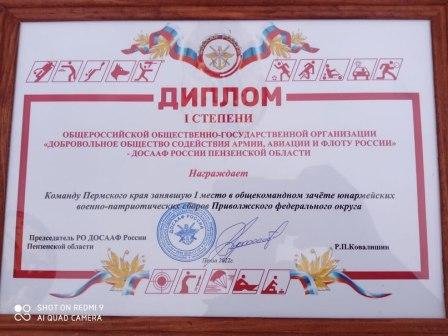 ДИПЛОМ
I СТЕПЕНИ
ОБЩЕРОССИЙСКОЙ ОБЩЕСТВЕННО-ГОСУДАРСТВЕННОЙ ОРГАНИЗАЦИИ
«ДОБРОВОЛЬНОЕ ОБЩЕСТВО СОДЕЙСТВИЯ АРМИИ, АВИАЦИИ И ФЛОТУ РОССИИ»
- ДОСААФ РОССИИ ПЕНЗЕНСКОЙ ОБЛАСТИ
Награждает
Команду Пермского края занявшую I место в общекомандном зачёте юнармейских
военно-патриотических сборов Приволжского федерального округа
Председатель РО ДОСААФ России
Пензенской области
Р.П.Ковалишин
2022г.
SHOT ON REDMI 9
AI QUAD CAMERA